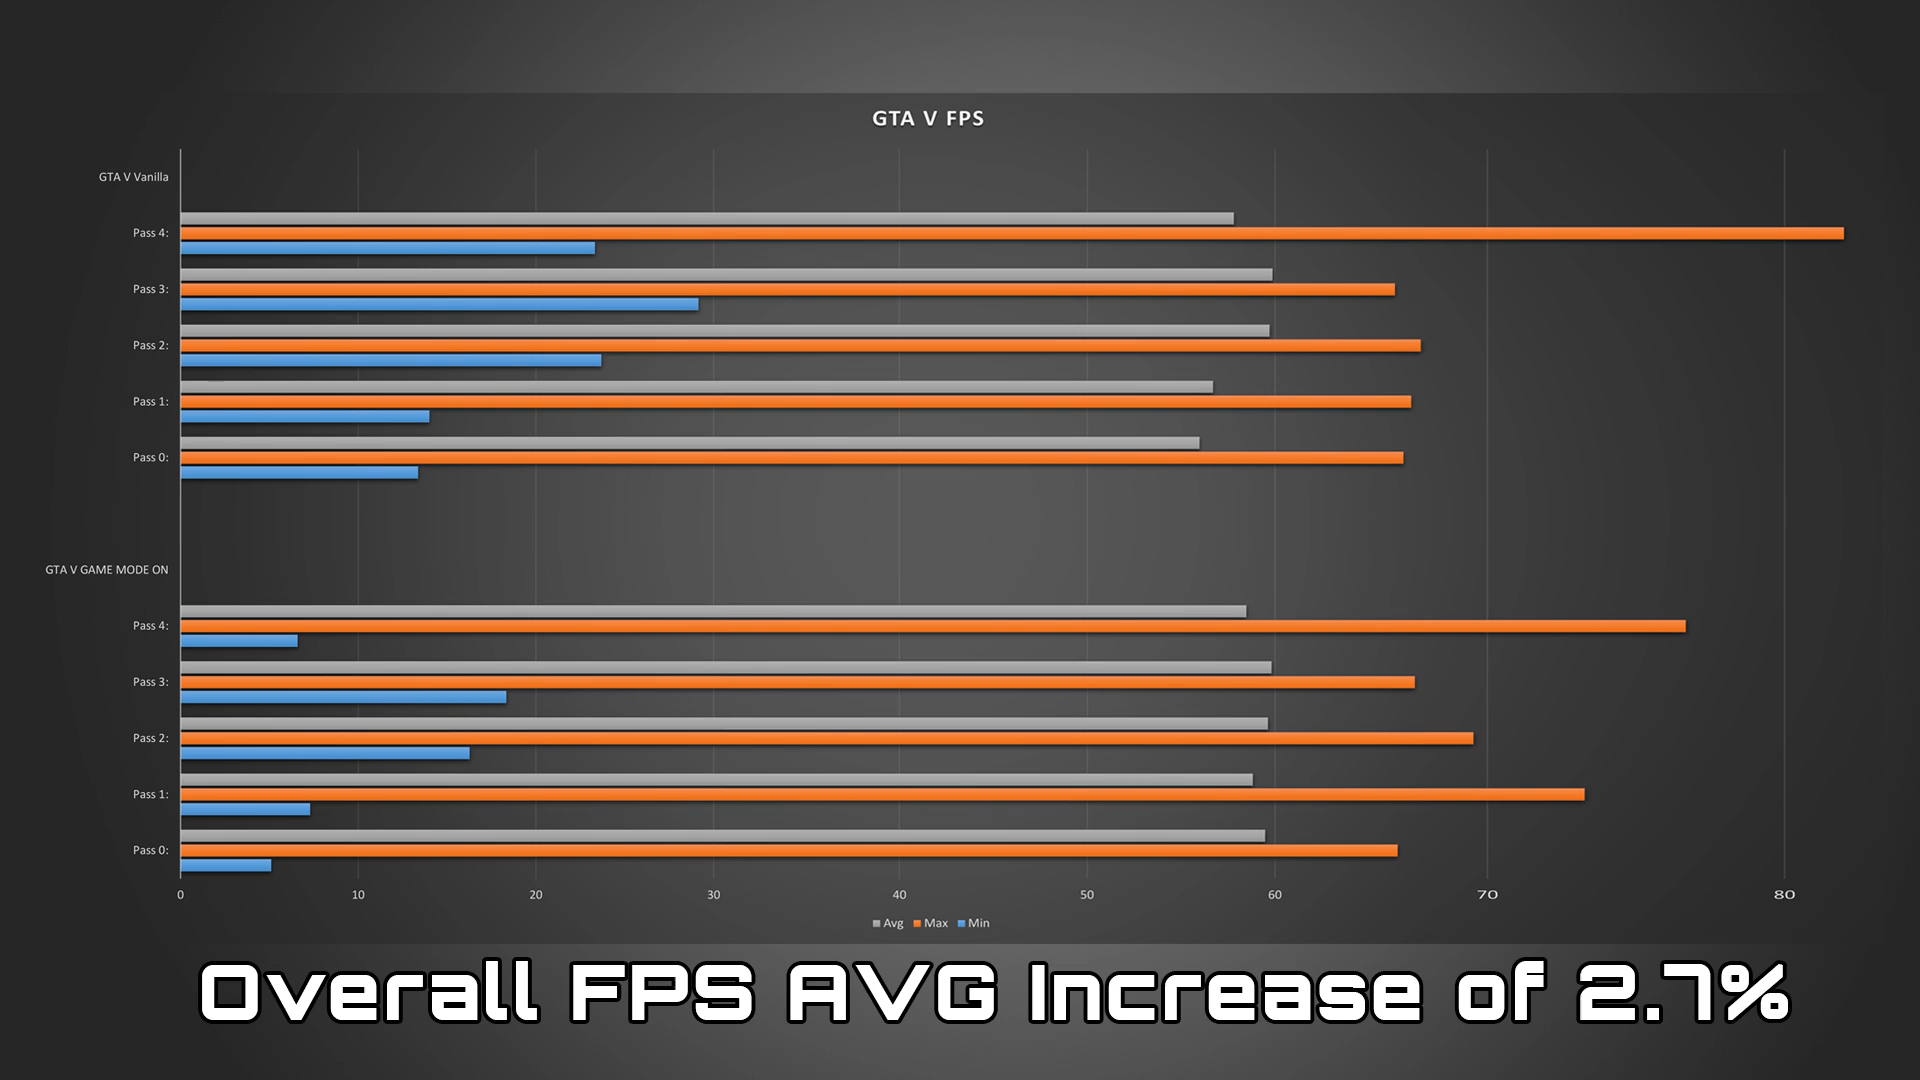 GTA V FPS
GTA V Vanilla
Pass 4:
Pass 3:
Pass 2:
Pass 1:
Pass 0:
GTA V GAME MODE ON
Pass 4:
Pass 3:
Pass 2:
Pass 1:
Pass 0:
0 10 20 30 40 50 60 70 80
Avg Max Min
Overall FPS AVG Increase of 2.7%